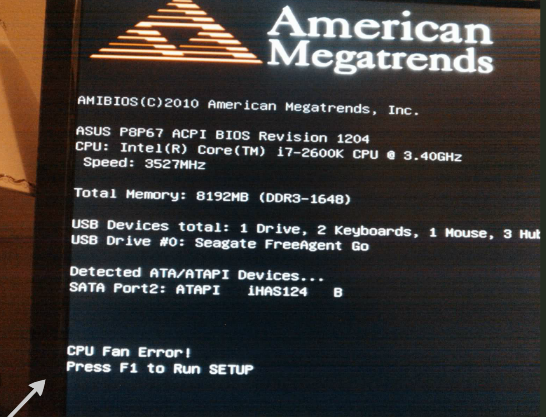 American
Megatrends
AMIBIOS(C)2010 American Megatrends, Inc.
ASUS P8P67 ACPI BIOS Revision 1204
CPU: Intel(R) Core(TM) i7-2600K CPU @ 3.40GHz
Speed: 3527MHz
Total Memory: 8192MB (DDR3-1648)
USB Devices total: 1 Drive, 2 Keyboards, 1 Mouse, 3 Hub
USB Drive #0: Seagate FreeAgent Go
Detected ATA/ATAPI Devices...
SATA Port2: ATAPI iHAS124 B
CPU Fan Error!
Press F1 to Run SETUP